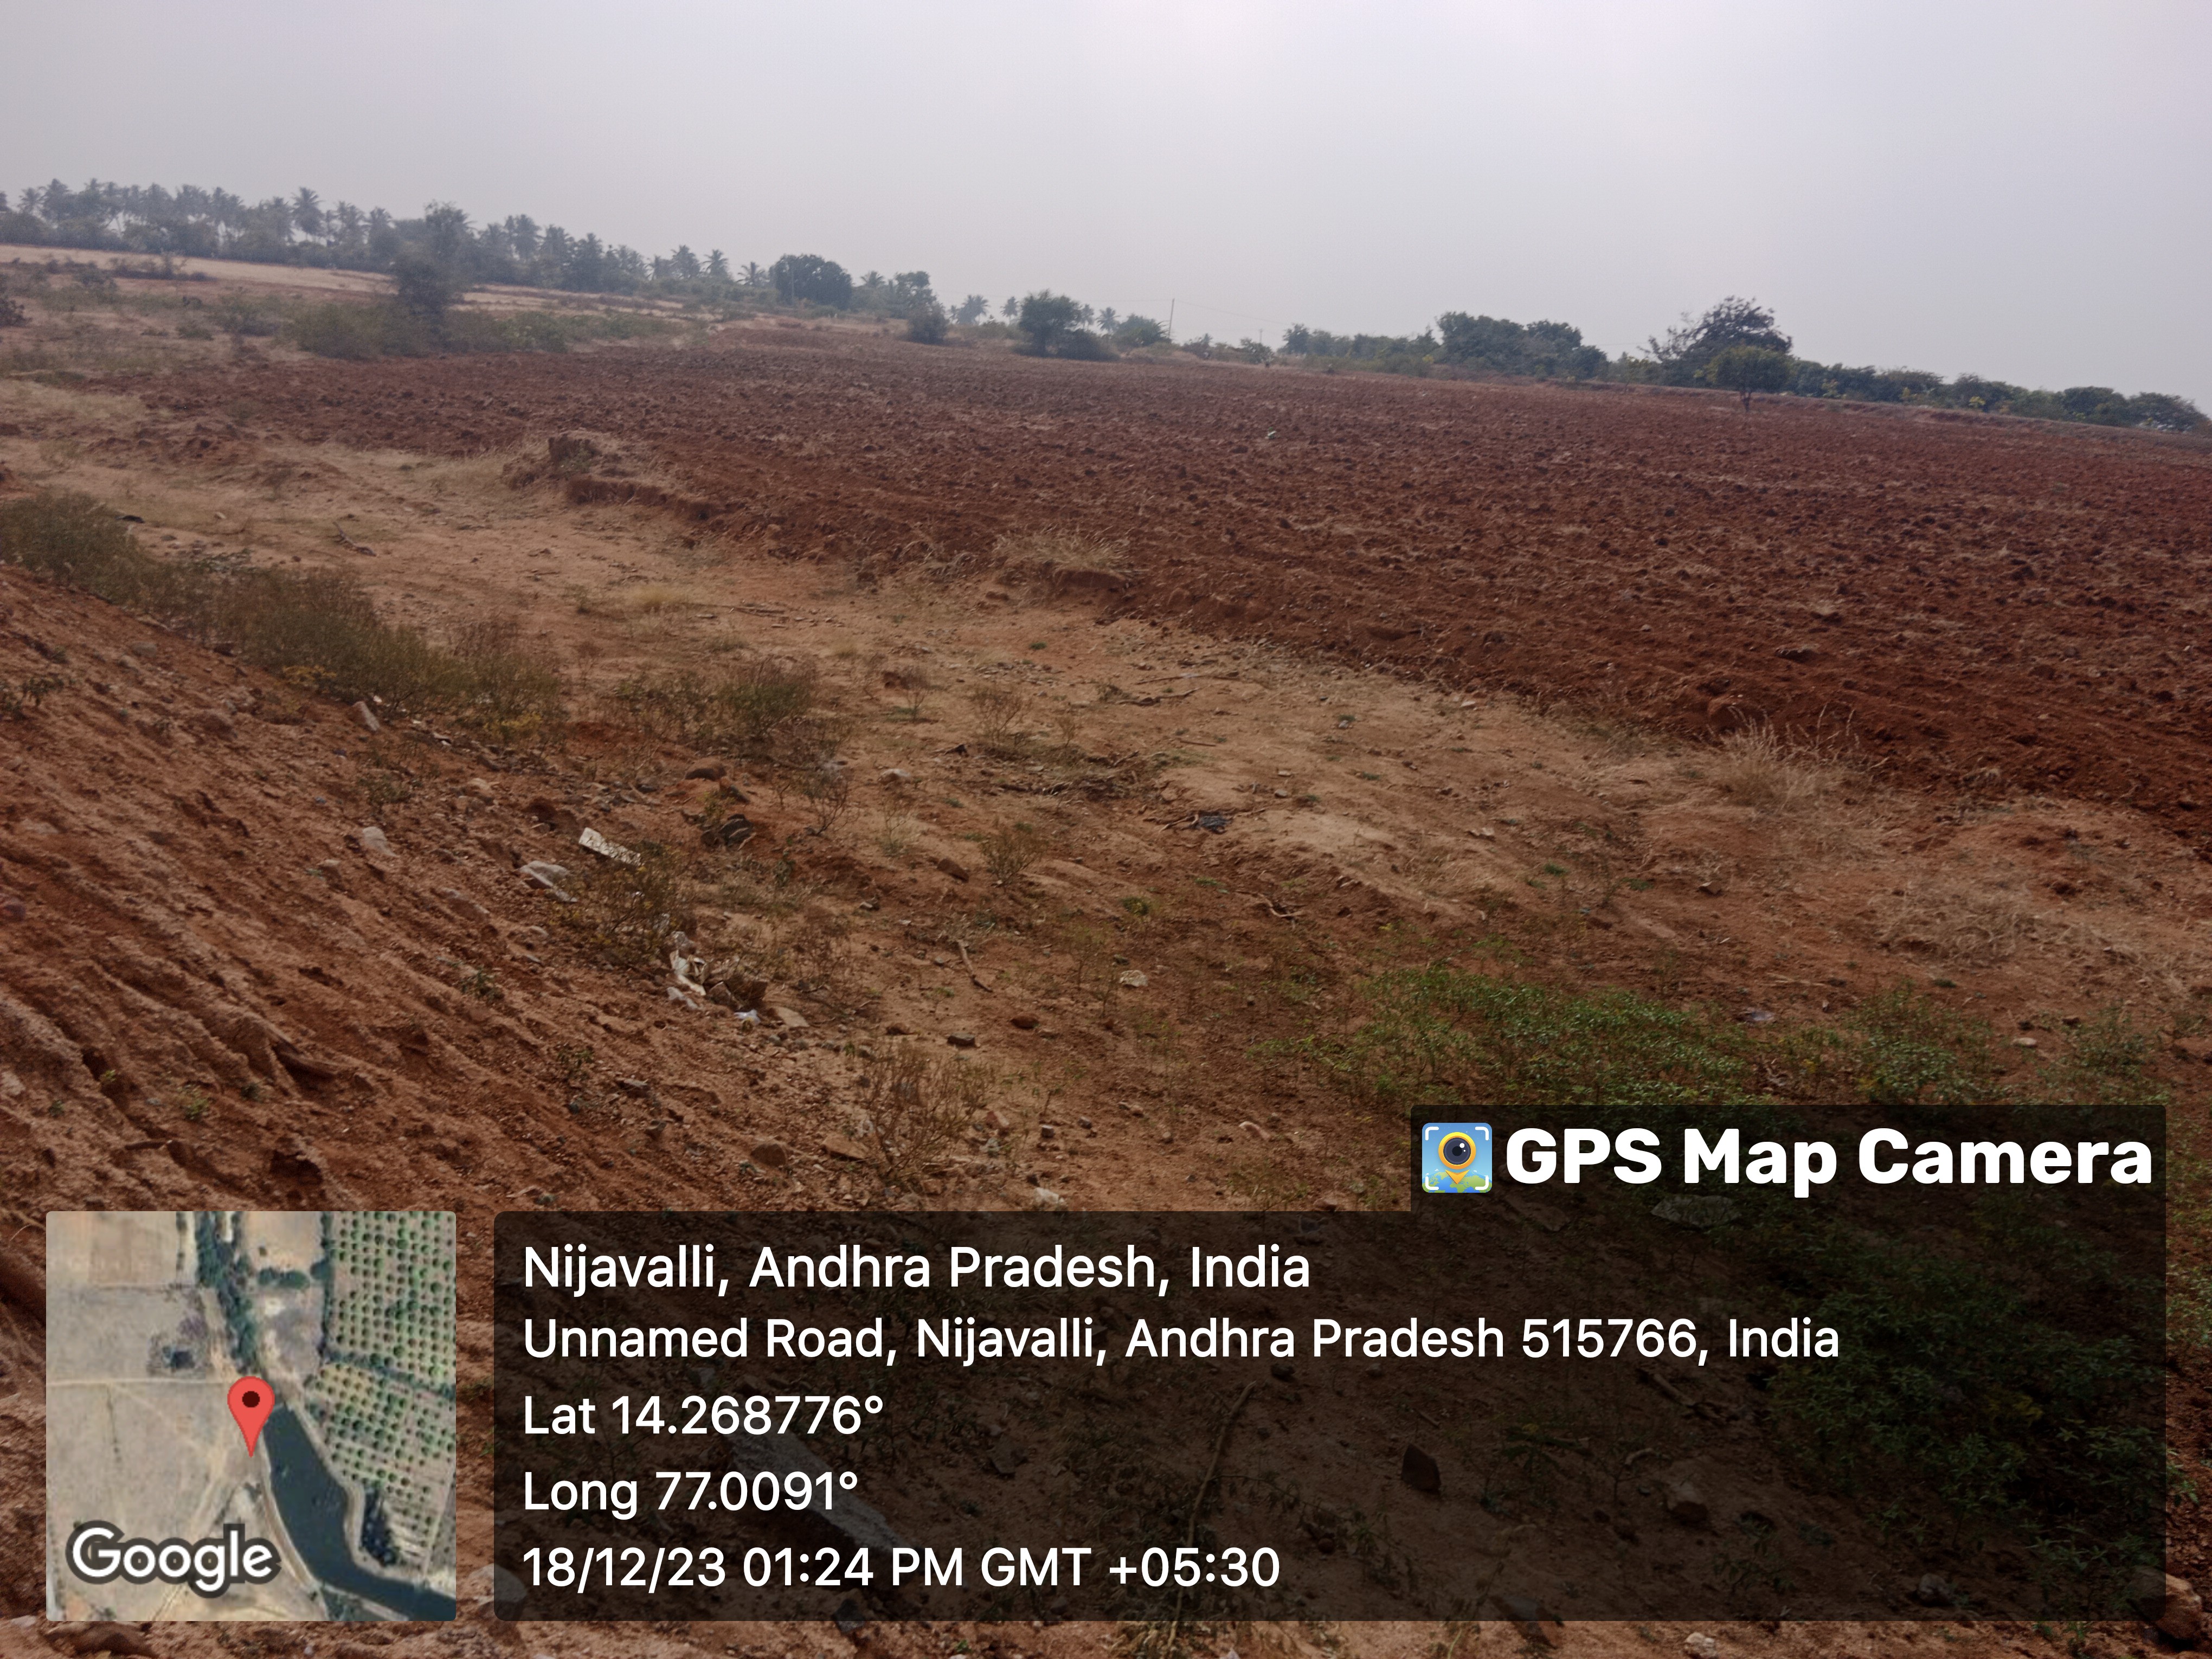 GPS Map Camera
Nijavalli, Andhra Pradesh, India
Unnamed Road, Nijavalli, Andhra Pradesh 515766, India
Lat 14.268776°
Long 77.0091°
18/12/23 01:24 PM GMT +05:30
Google